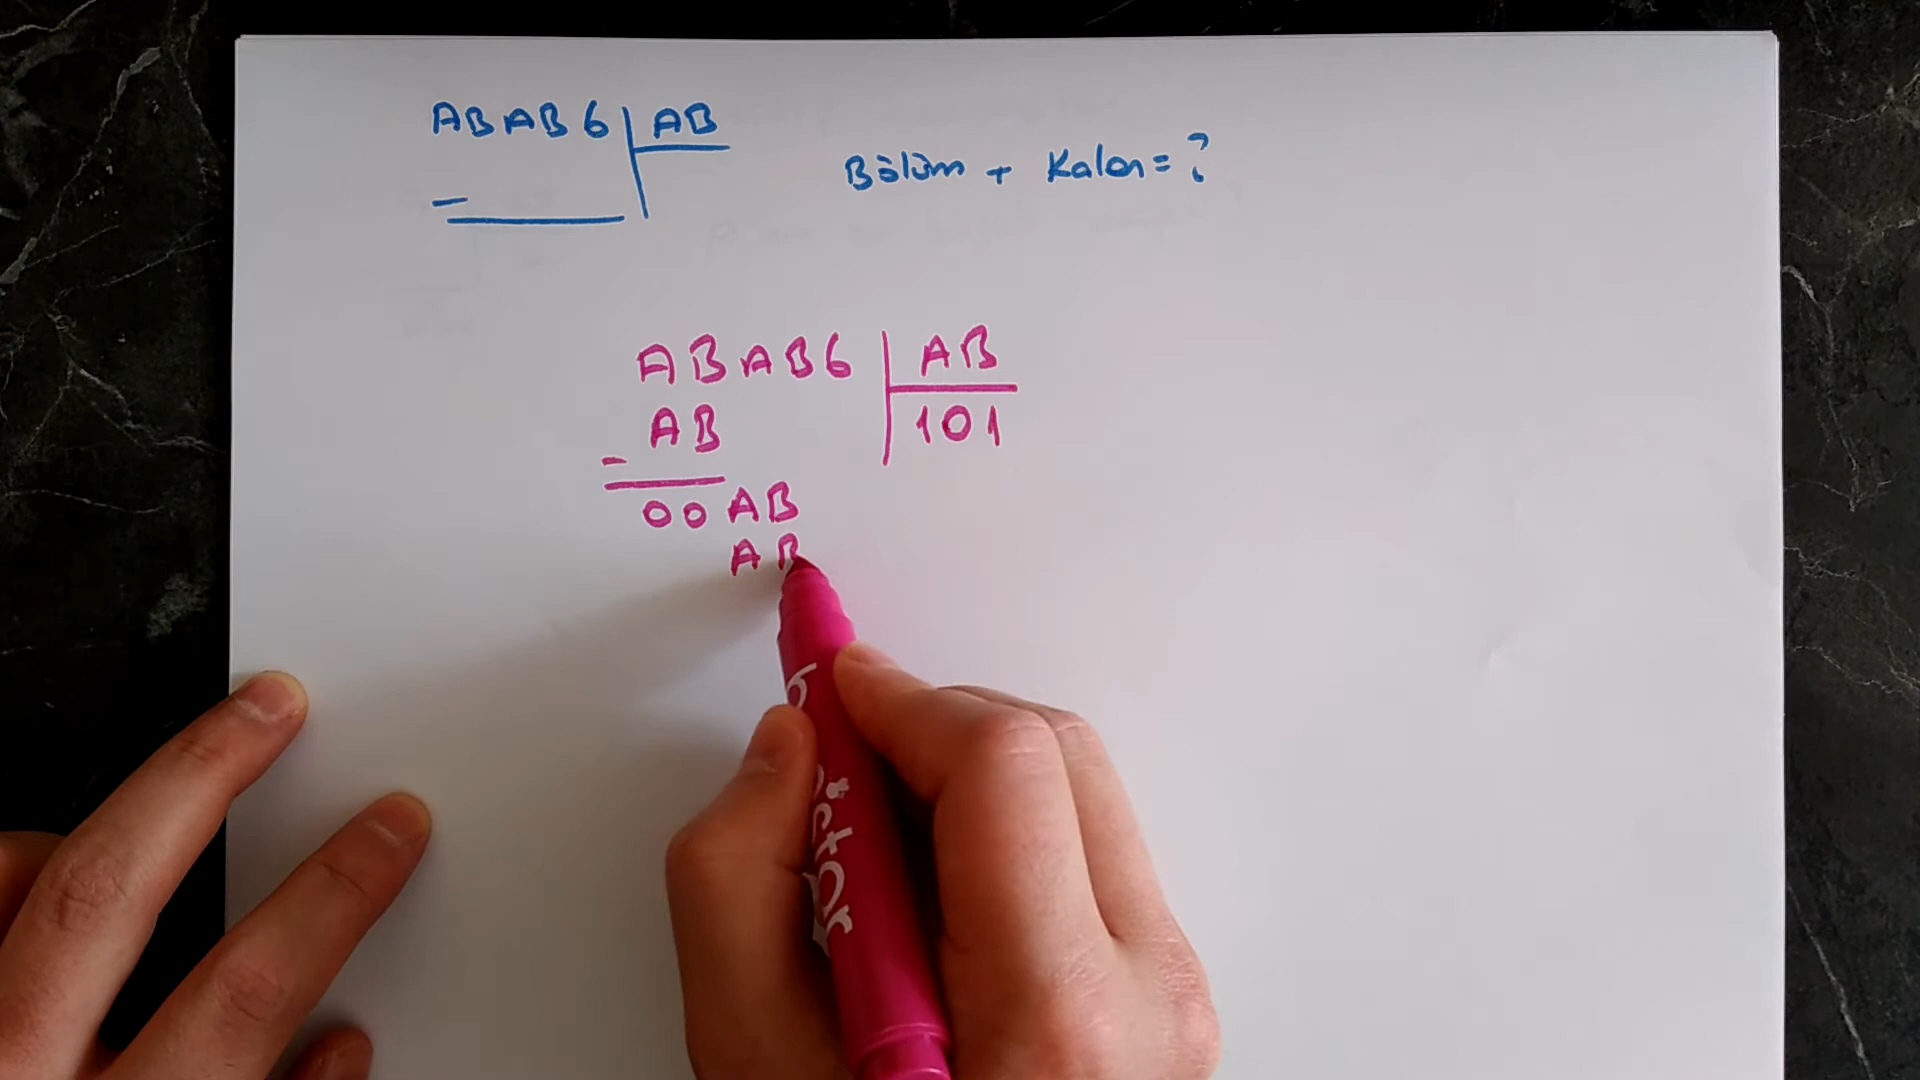 ABAB6 AB
Bölüm + Kalan = ?
ABAB6 AB
AB 101
00AB
AB